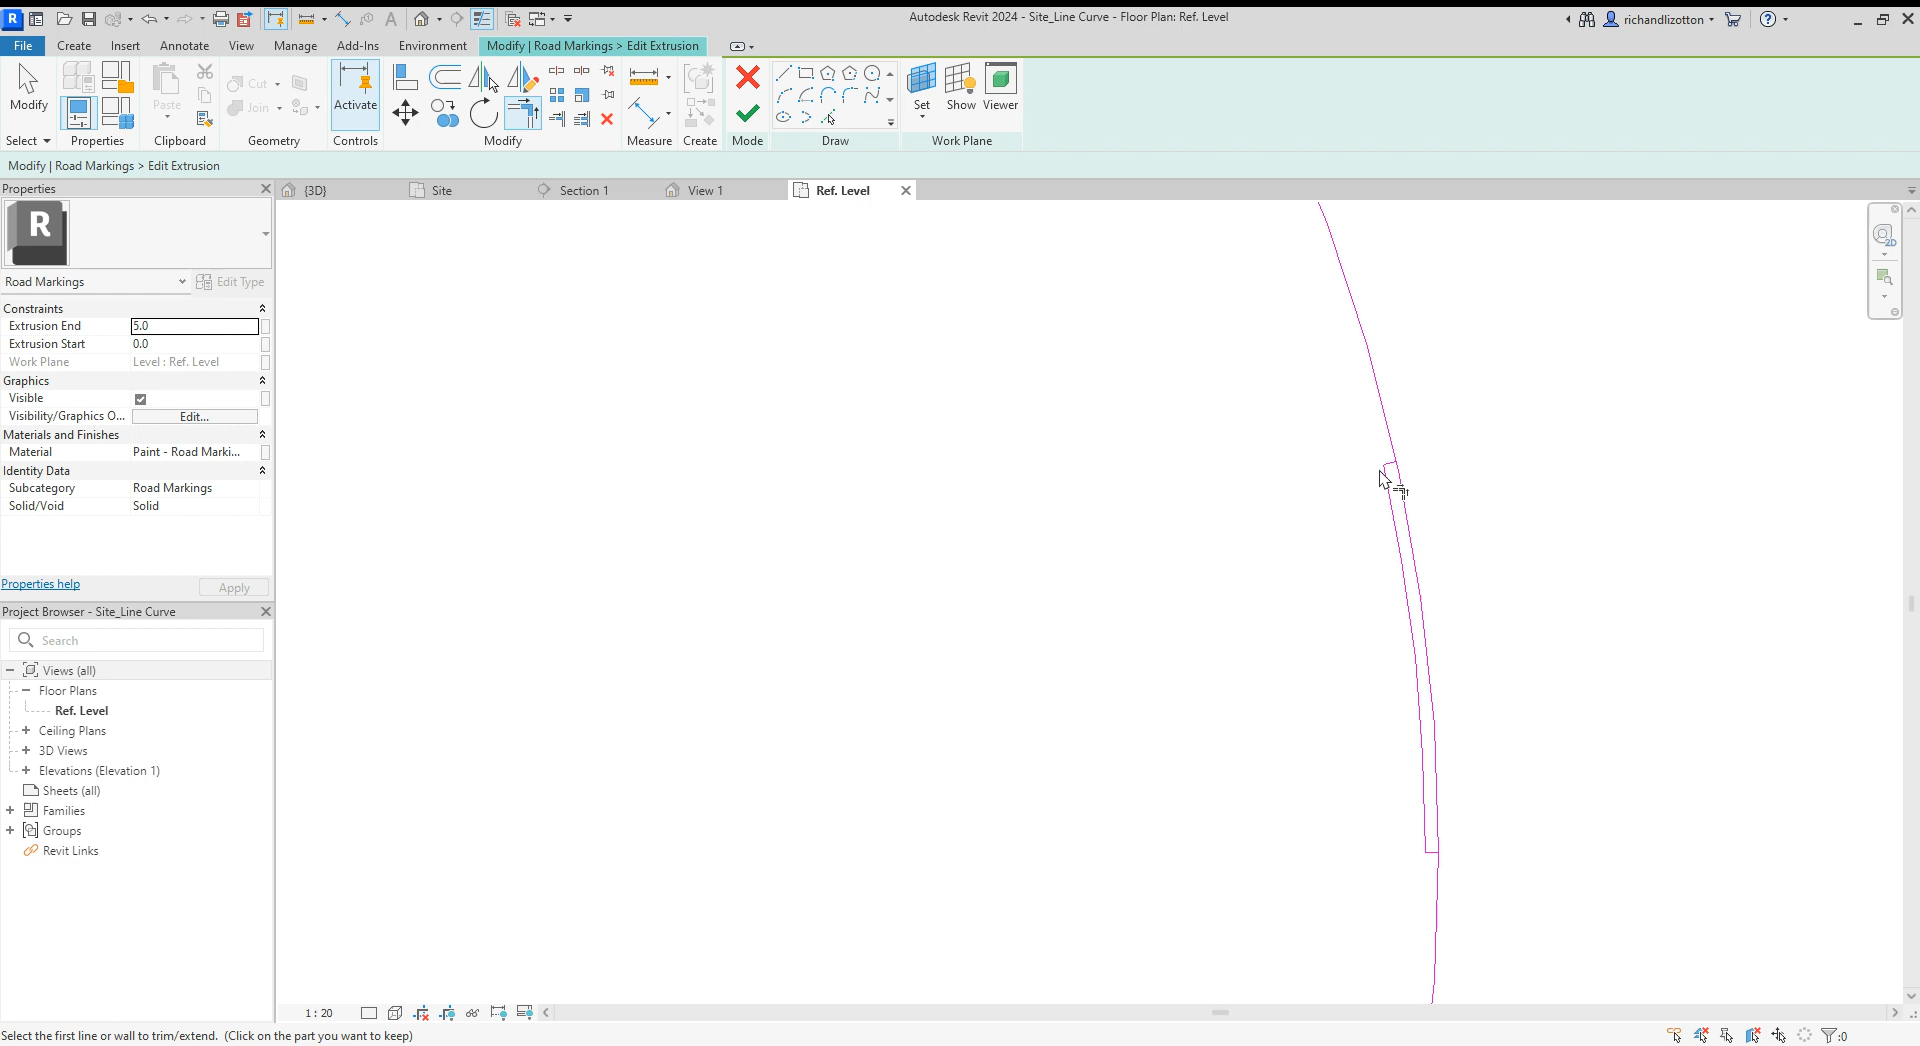 Autodesk Revit 2024 - Site_Line Curve - Floor Plan: Ref. Level
richandlizotton
File Create Insert Annotate View Manage Add-Ins Environment Modify | Road Markings > Edit Extrusion
Modify
Paste
Cut
Join
Activate
Set
Show
Viewer
Select Properties Clipboard Geometry Controls Modify Measure Create Mode Draw Work Plane
Modify | Road Markings > Edit Extrusion
Properties
{3D} Site Section 1 View 1 Ref. Level
R
Road Markings
Edit Type
Constraints
Extrusion End 5.0
Extrusion Start 0.0
Work Plane Level : Ref. Level
Graphics
Visible
Visibility/Graphics O... Edit...
Materials and Finishes
Material Paint - Road Marki...
Identity Data
Subcategory Road Markings
Solid/Void Solid
Properties help
Apply
Project Browser - Site_Line Curve
Search
Views (all)
Floor Plans
Ref. Level
Ceiling Plans
3D Views
Elevations (Elevation 1)
Sheets (all)
Families
Groups
Revit Links
2D
1 : 20
Select the first line or wall to trim/extend. (Click on the part you want to keep)
:0